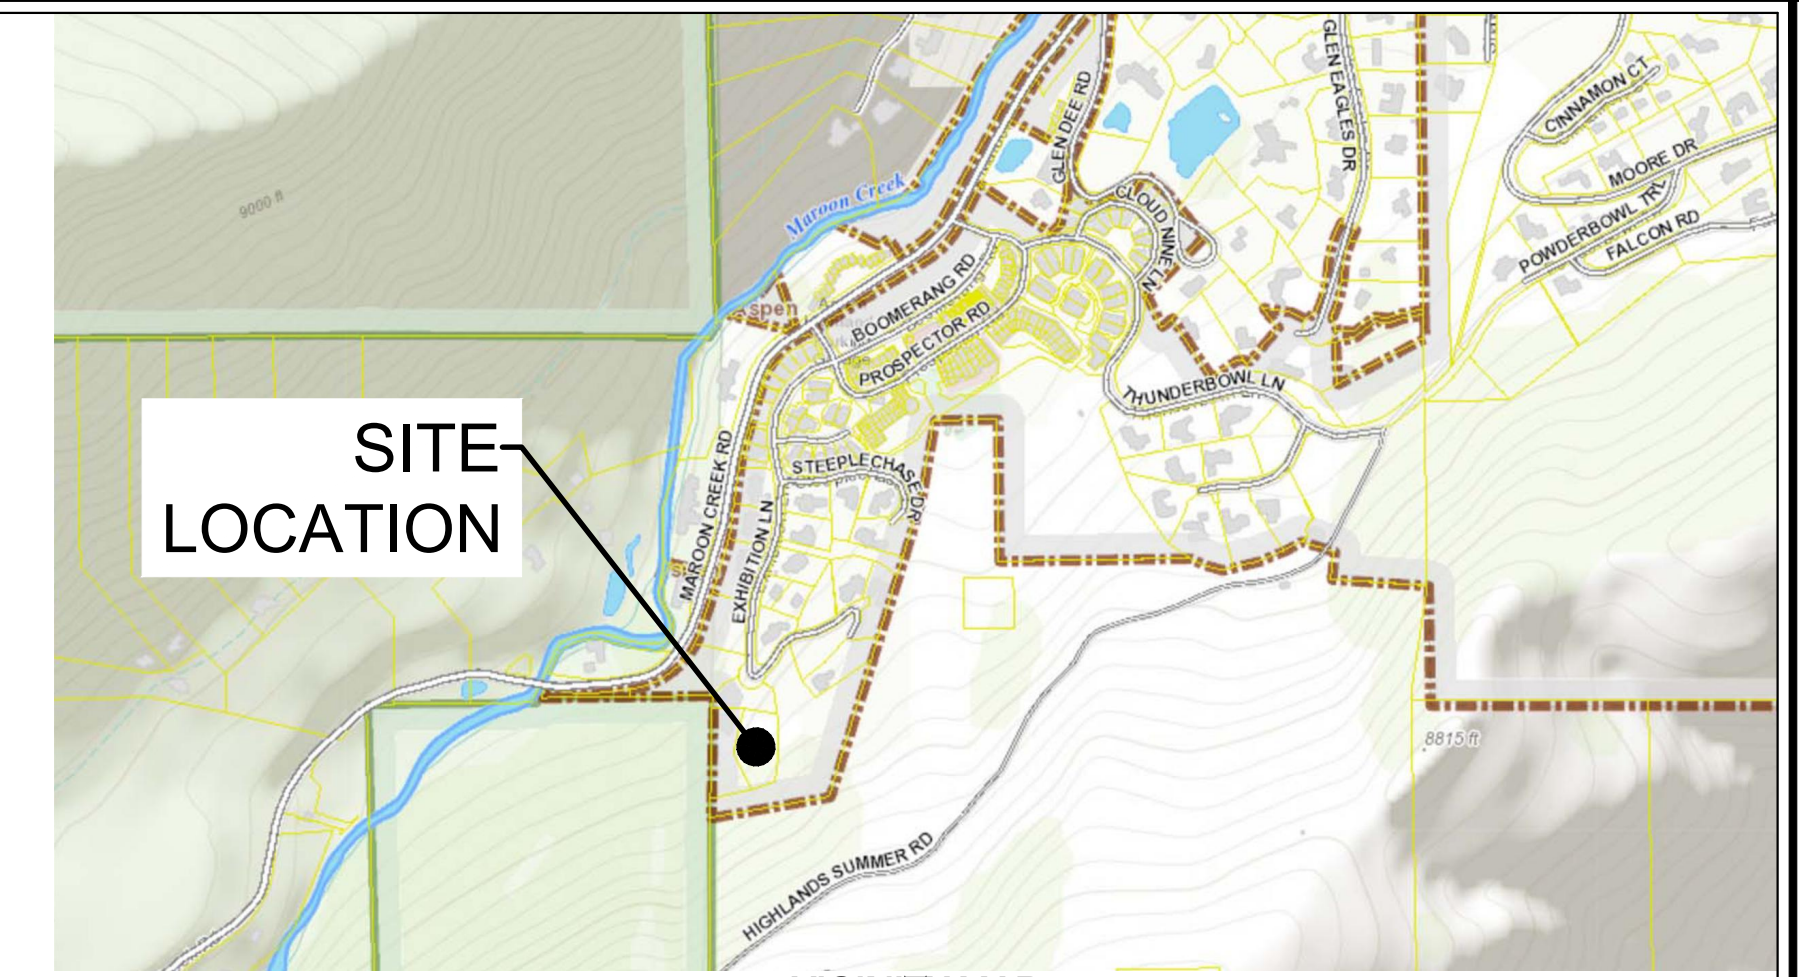 GLEN EAGLES DR
CINNAMON CT
GLEN DEE RD
MOORE DR
9000 ft
Maroon Creek
CLOUD NINE LN
POWDERBOWL TRL
FALCON RD
BOOMERANG RD
PROSPECTOR RD
THUNDERBOWL LN
SITE
LOCATION
MAROON CREEK RD
STEEPLECHASE DR
EXHIBITION LN
8815 ft
HIGHLANDS SUMMER RD